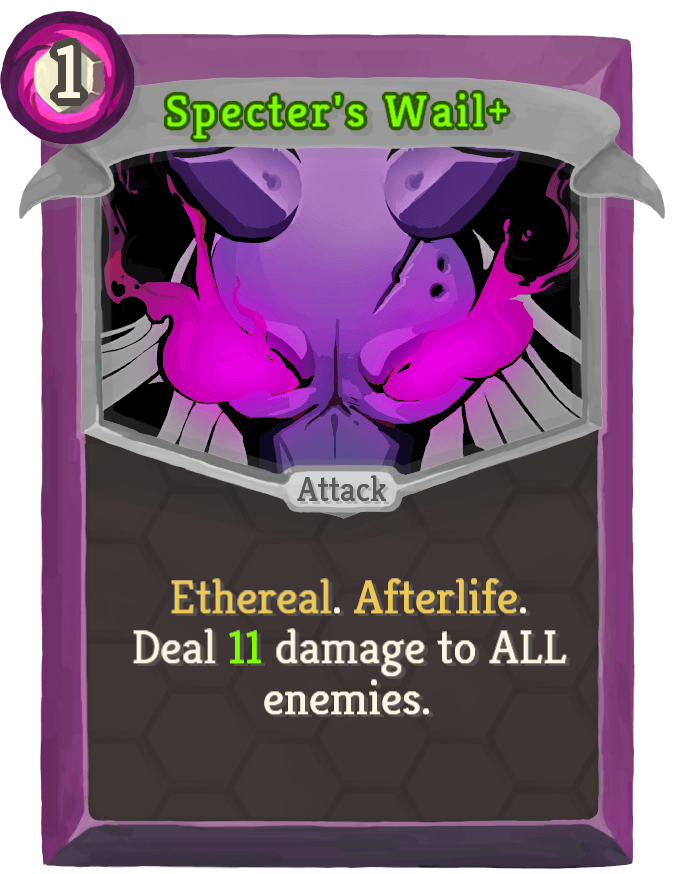 1
Specter's Wail+
Attack
Ethereal. Afterlife.
Deal 11 damage to ALL
enemies.